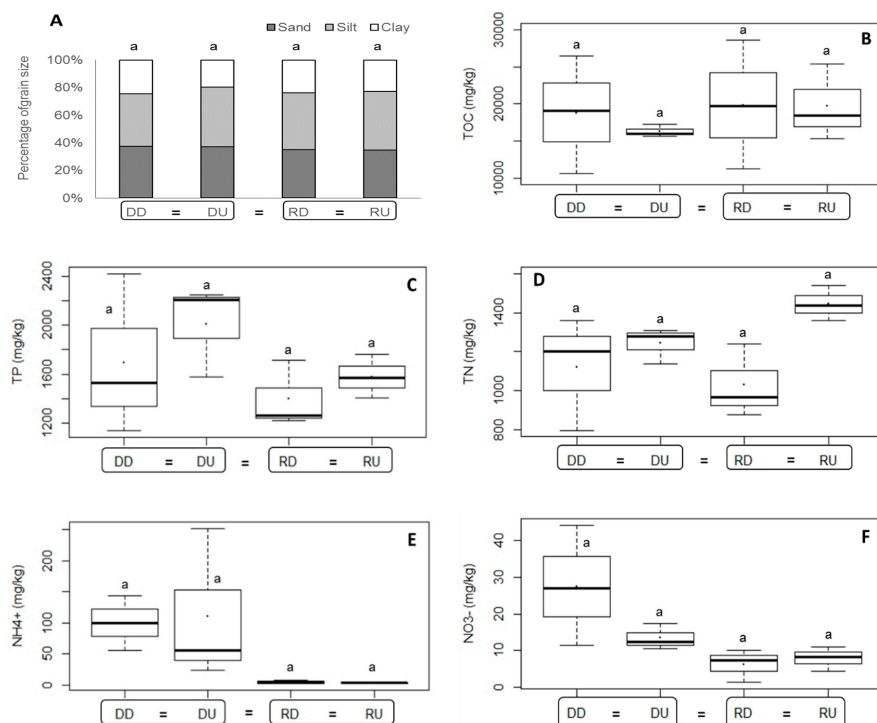 A
Sand Silt Clay
a a a a
Percentage ofgrain size
100%
80%
60%
40%
20%
0%
DD = DU = RD = RU
B
TOC (mg/kg)
30000
20000
10000
a a a a
DD = DU = RD = RU
C
TP (mg/kg)
2400
2000
1600
1200
a a a a
DD = DU = RD = RU
D
TN (mg/kg)
1400
1000
800
a a a a
DD = DU = RD = RU
E
NH4+ (mg/kg)
200
100
50
0
a a a a
DD = DU = RD = RU
F
NO3- (mg/kg)
40
30
20
10
0
a a a a
DD = DU = RD = RU